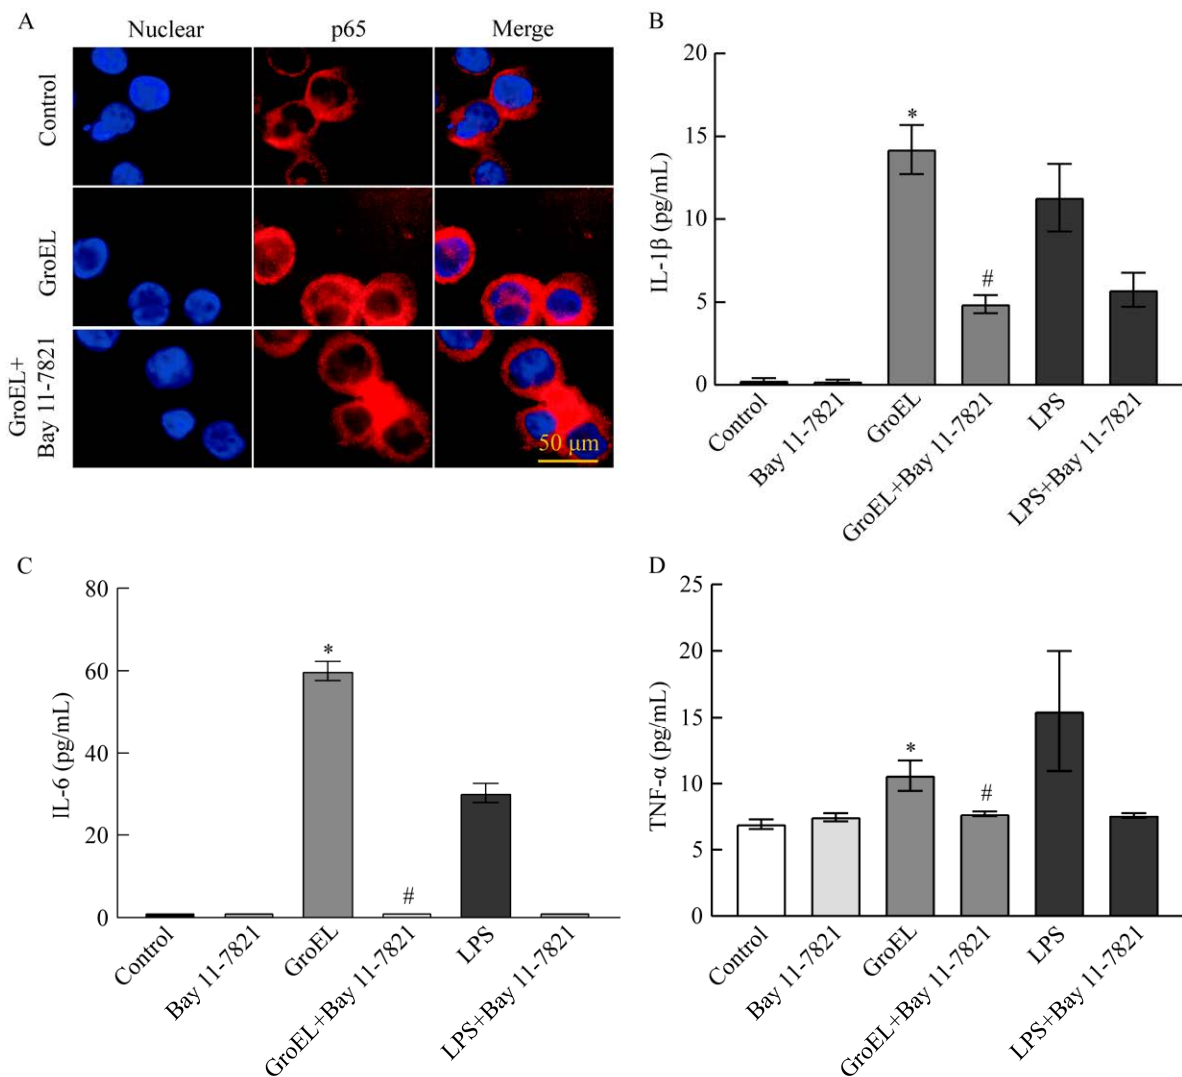 A
Nuclear p65 Merge
Control
GroEL
GroEL+
Bay 11-7821
50 μm
B
IL-1β (pg/mL)
20
15
10
5
0
*
#
Control
Bay 11-7821
GroEL
GroEL+Bay 11-7821
LPS
LPS+Bay 11-7821
C
IL-6 (pg/mL)
80
60
40
20
0
*
#
Control
Bay 11-7821
GroEL
GroEL+Bay 11-7821
LPS
LPS+Bay 11-7821
D
TNF-α (pg/mL)
25
20
15
10
5
0
*
#
Control
Bay 11-7821
GroEL
GroEL+Bay 11-7821
LPS
LPS+Bay 11-7821